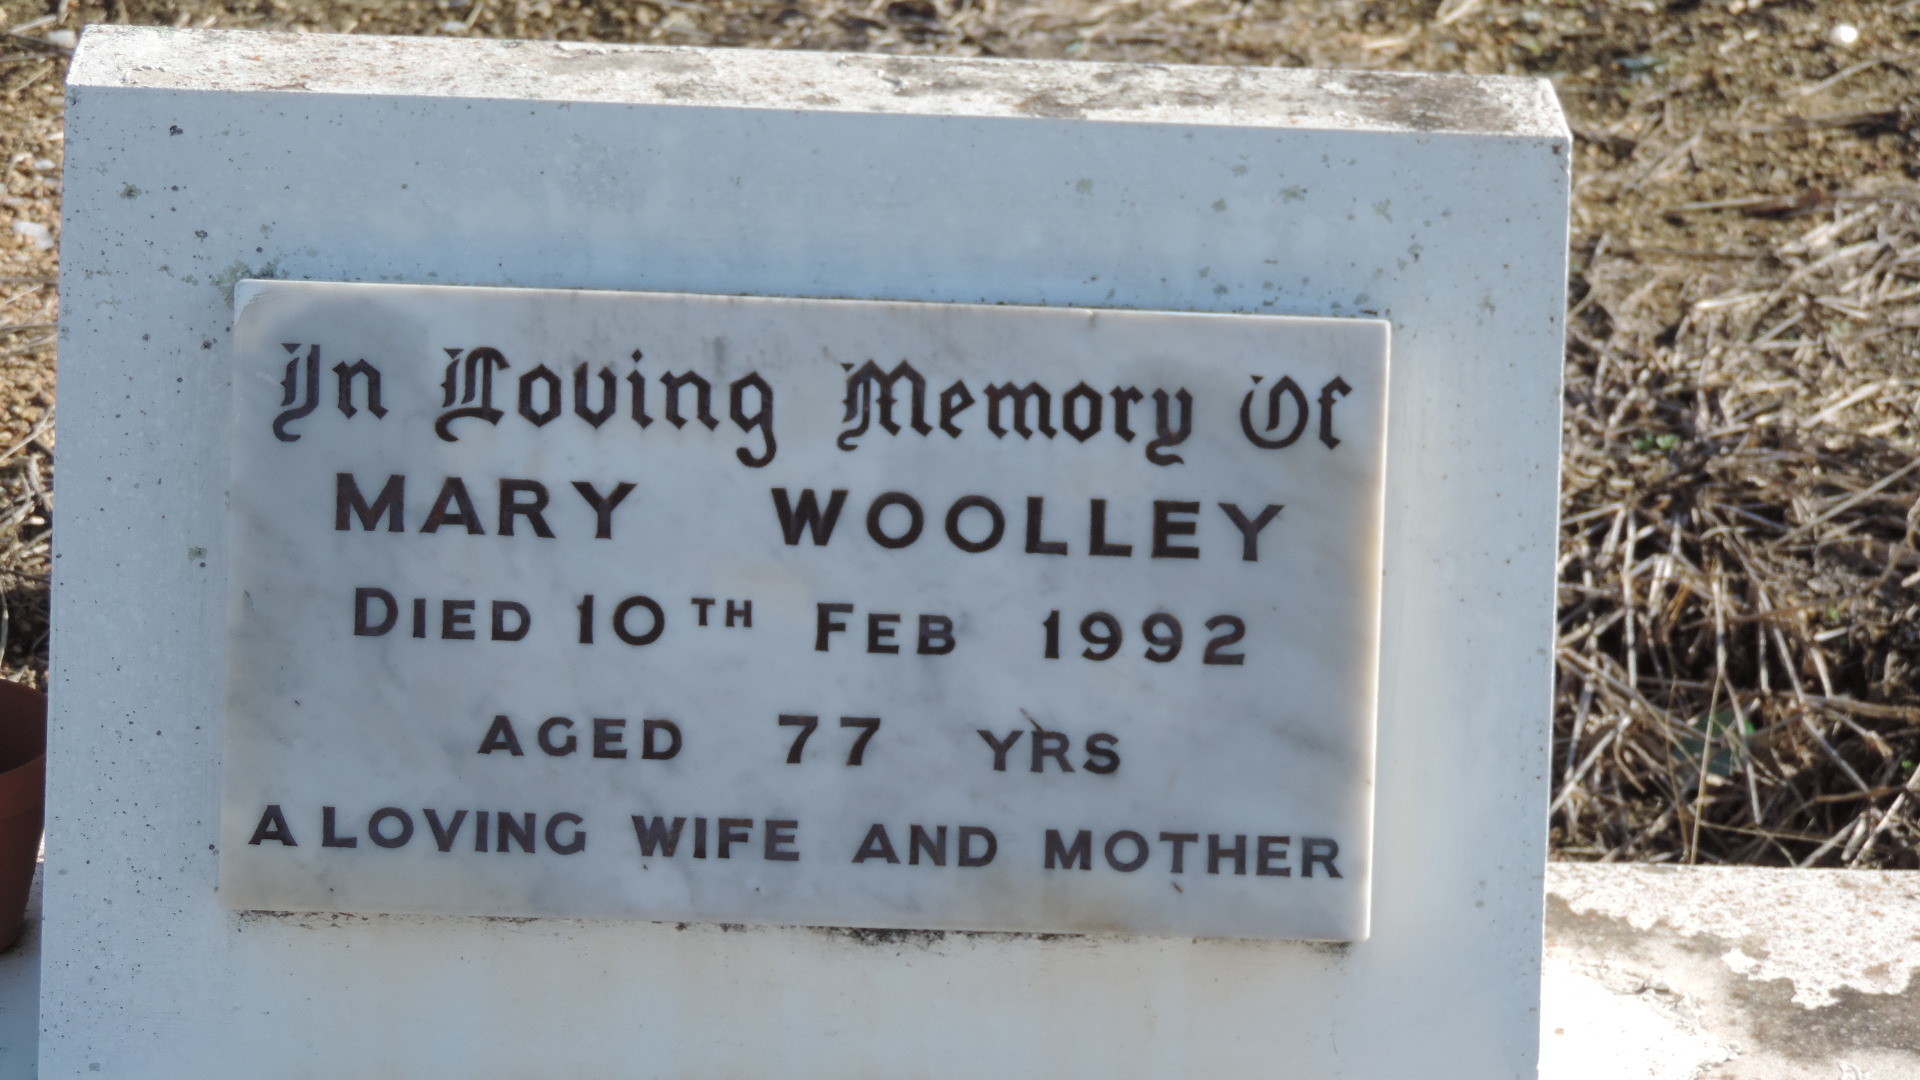 In Loving Memory Of
MARY WOOLLEY
DIED 10TH FEB 1992
AGED 77 YRS
A LOVING WIFE AND MOTHER